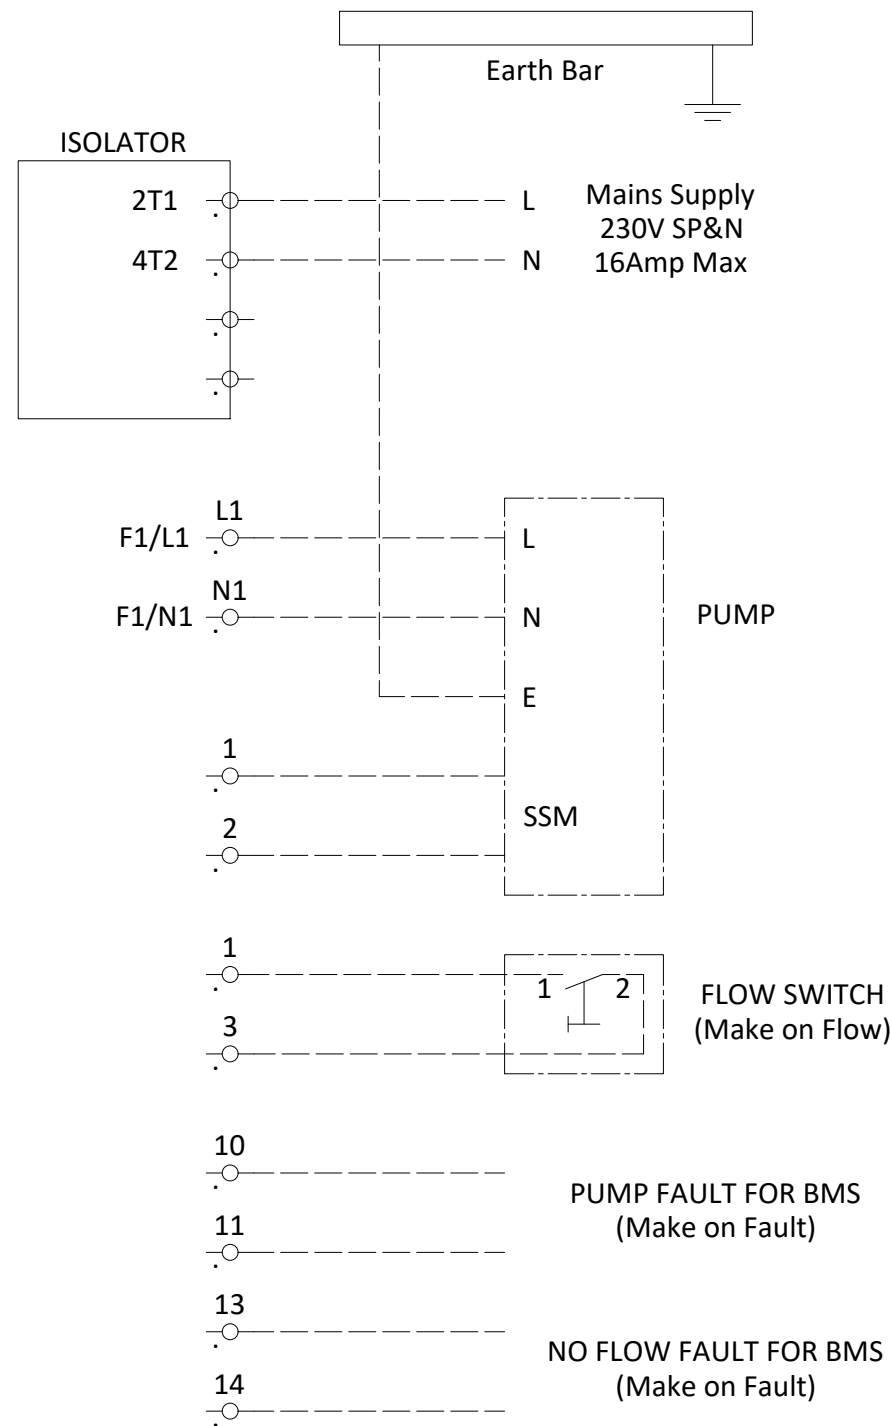 Earth Bar
ISOLATOR
2T1
L
Mains Supply
4T2
N
230V SP&N
16Amp Max
L1
F1/L1
L
N1
F1/N1
N
PUMP
E
1
SSM
2
1
1
2
FLOW SWITCH
(Make on Flow)
3
10
PUMP FAULT FOR BMS
(Make on Fault)
11
13
NO FLOW FAULT FOR BMS
(Make on Fault)
14